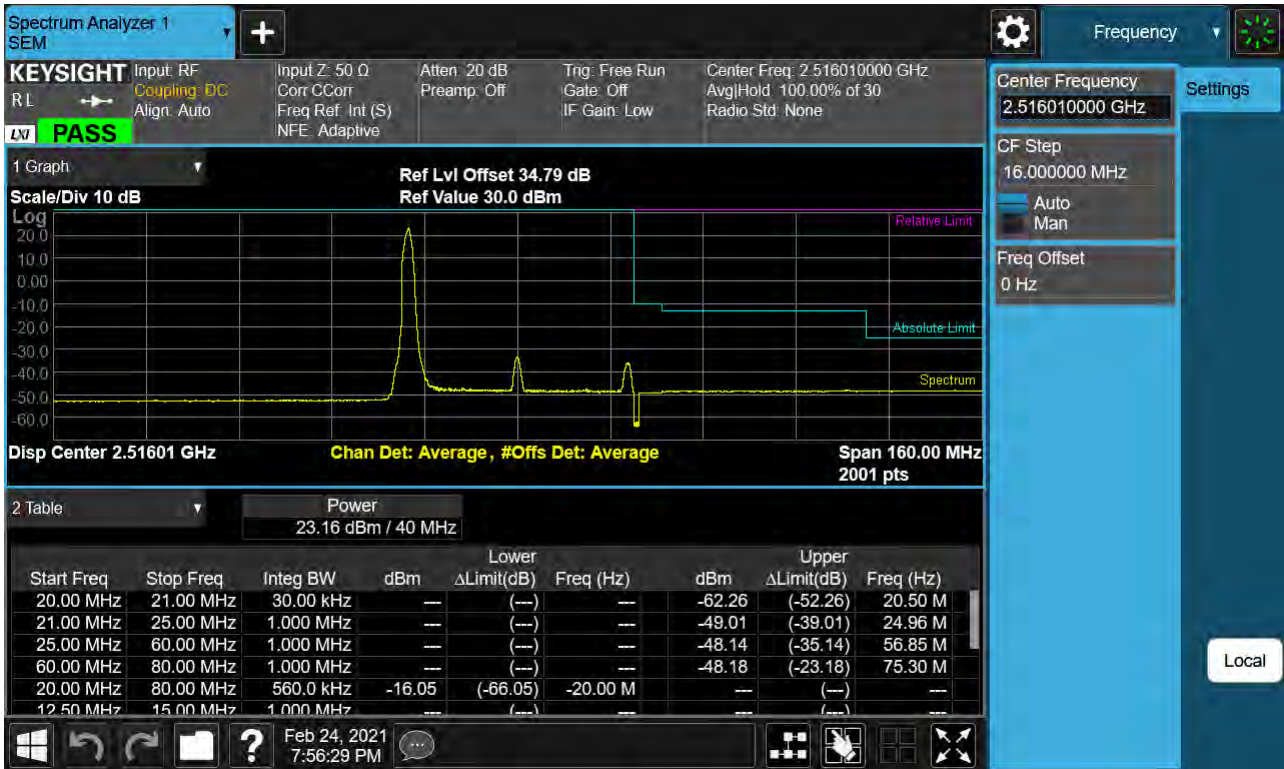 Spectrum Analyzer 1
SEM
Frequency
KEYSIGHT
R L
LXI
PASS
Input: RF
Coupling: DC
Align: Auto
Input Z: 50 Ω
Corr CCorr
Freq Ref: Int (S)
NFE: Adaptive
Atten: 20 dB
Preamp: Off
Trig: Free Run
Gate: Off
IF Gain: Low
Center Freq: 2.516010000 GHz
Avg|Hold: 100.00% of 30
Radio Std: None
Center Frequency
2.516010000 GHz
Settings
CF Step
16.000000 MHz
Auto
Man
Freq Offset
0 Hz
1 Graph
Ref Lvl Offset 34.79 dB
Scale/Div 10 dB
Ref Value 30.0 dBm
Log
20.0
10.0
0.00
-10.0
-20.0
-30.0
-40.0
-50.0
-60.0
Relative Limit
Absolute Limit
Spectrum
Disp Center 2.51601 GHz
Chan Det: Average, #Offs Det: Average
Span 160.00 MHz
2001 pts
2 Table
Power
23.16 dBm / 40 MHz
Lower Upper
Start Freq Stop Freq Integ BW dBm ΔLimit(dB) Freq (Hz) dBm ΔLimit(dB) Freq (Hz)
20.00 MHz 21.00 MHz 30.00 kHz --- (---) --- -62.26 (-52.26) 20.50 M
21.00 MHz 25.00 MHz 1.000 MHz --- (---) --- -49.01 (-39.01) 24.96 M
25.00 MHz 60.00 MHz 1.000 MHz --- (---) --- -48.14 (-35.14) 56.85 M
60.00 MHz 80.00 MHz 1.000 MHz --- (---) --- -48.18 (-23.18) 75.30 M
20.00 MHz 80.00 MHz 560.0 kHz -16.05 (-66.05) -20.00 M --- (---) ---
12.50 MHz 15.00 MHz 1.000 MHz --- (---) --- --- (---) ---
Local
Feb 24, 2021
7:56:29 PM